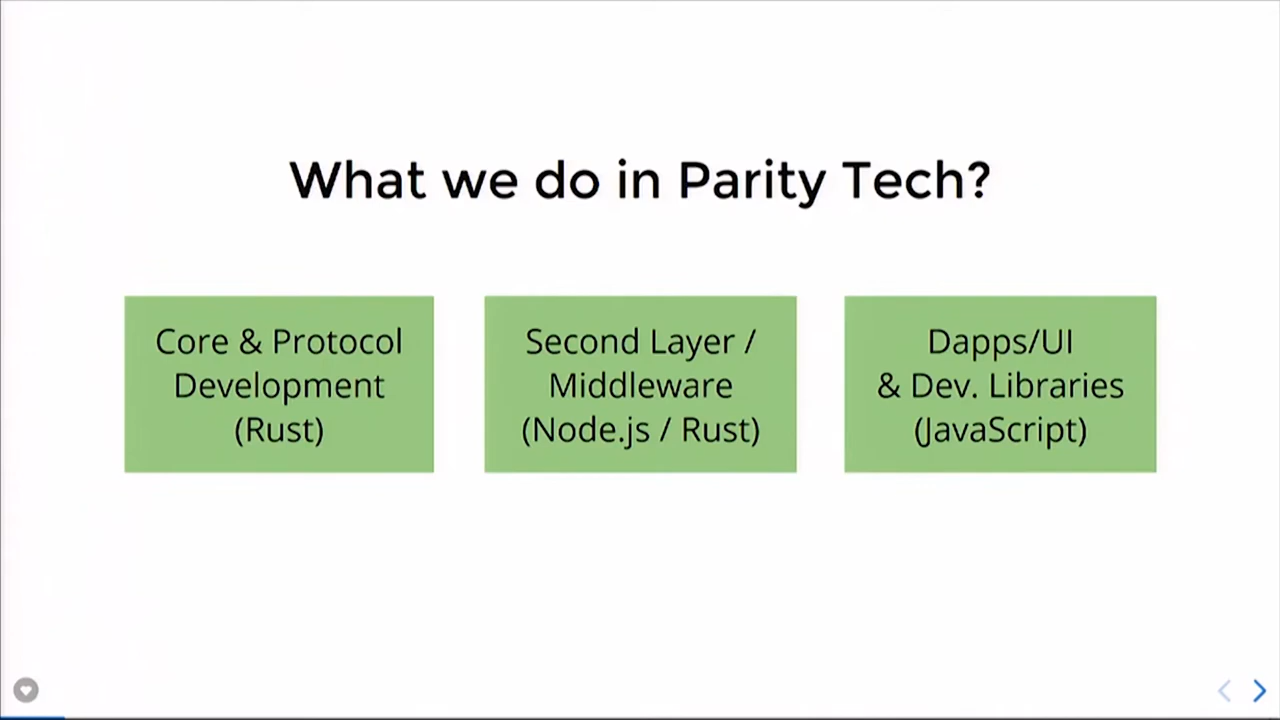 What we do in Parity Tech?
Core & Protocol
Development
(Rust)
Second Layer /
Middleware
(Node.js / Rust)
Dapps/UI
& Dev. Libraries
(JavaScript)